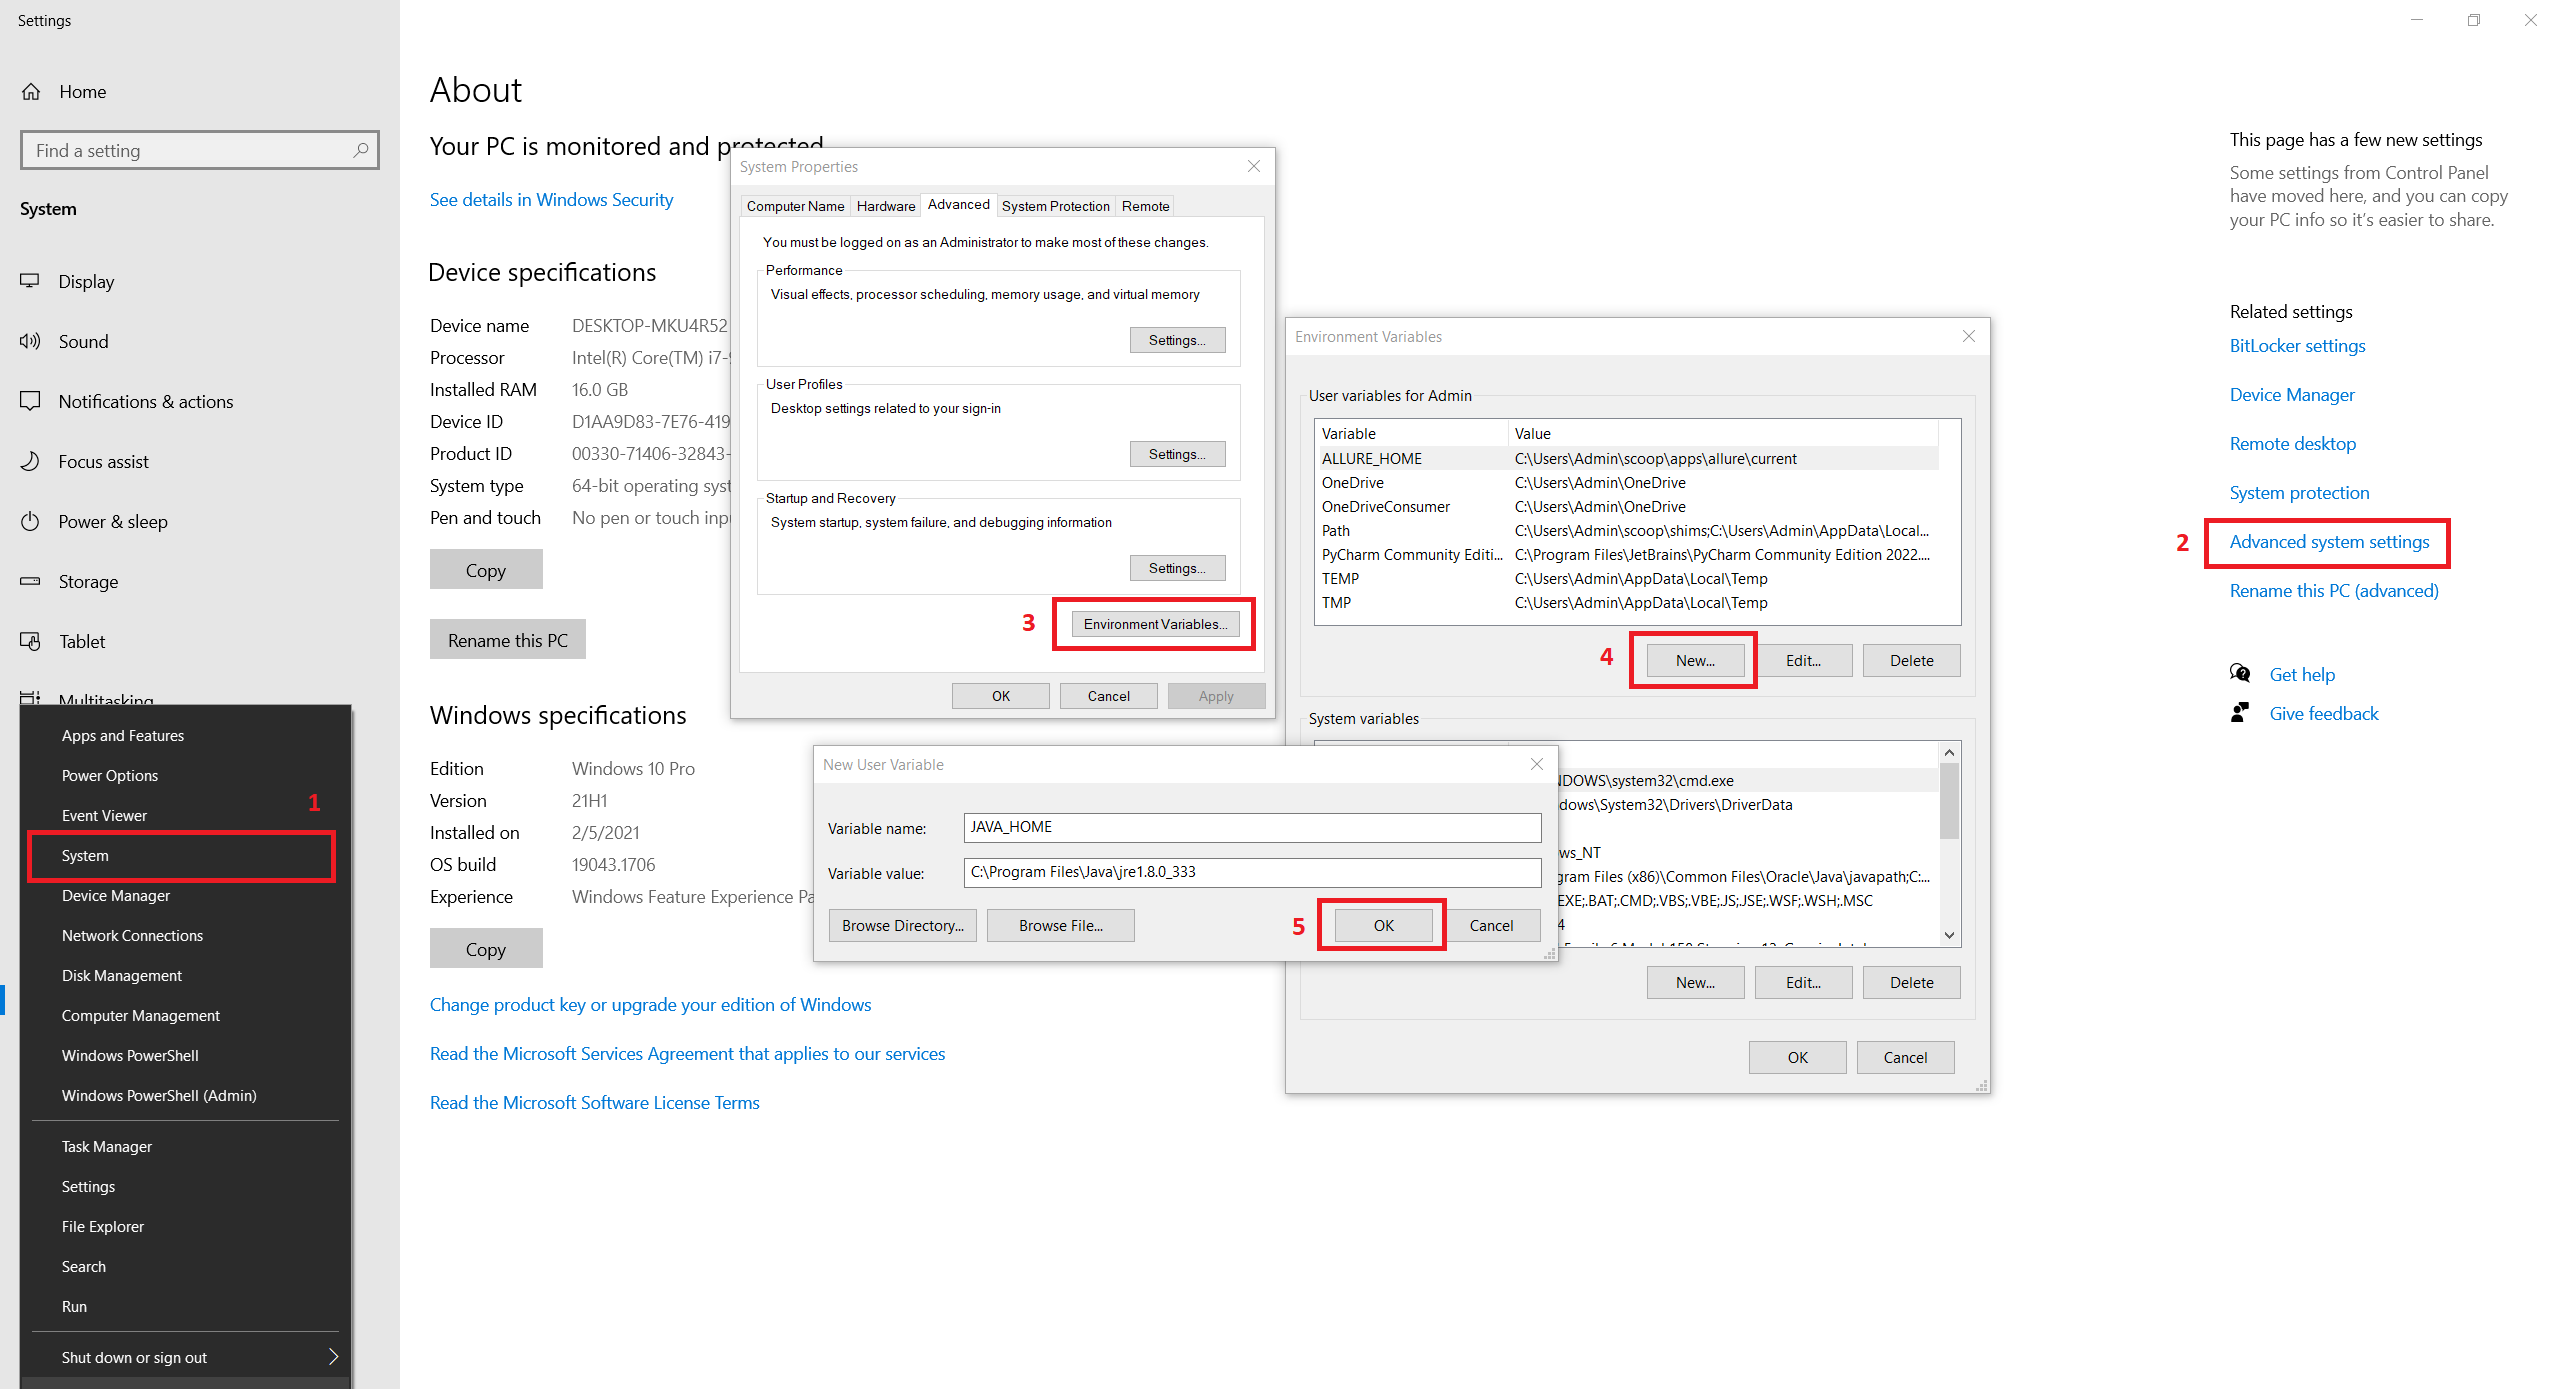 Settings
Home
Find a setting
System
Display
Sound
Notifications & actions
Focus assist
Power & sleep
Storage
Tablet
Multitasking
Apps and Features
Power Options
Event Viewer
1
System
Device Manager
Network Connections
Disk Management
Computer Management
Windows PowerShell
Windows PowerShell (Admin)
Task Manager
Settings
File Explorer
Search
Run
Shut down or sign out
About
Your PC is monitored and protected
See details in Windows Security
Device specifications
Device name DESKTOP-MKU4R52
Processor Intel(R) Core(TM) i7-
Installed RAM 16.0 GB
Device ID D1AA9D83-7E76-419
Product ID 00330-71406-32843-
System type 64-bit operating syst
Pen and touch No pen or touch inpu
Copy
Rename this PC
Windows specifications
Edition Windows 10 Pro
Version 21H1
Installed on 2/5/2021
OS build 19043.1706
Experience Windows Feature Experience Pa
Copy
Change product key or upgrade your edition of Windows
Read the Microsoft Services Agreement that applies to our services
Read the Microsoft Software License Terms
System Properties
Computer Name Hardware Advanced System Protection Remote
You must be logged on as an Administrator to make most of these changes.
Performance
Visual effects, processor scheduling, memory usage, and virtual memory
Settings...
User Profiles
Desktop settings related to your sign-in
Settings...
Startup and Recovery
System startup, system failure, and debugging information
Settings...
3 Environment Variables...
OK Cancel Apply
New User Variable
Variable name: JAVA_HOME
Variable value: C:\Program Files\Java\jre1.8.0_333
Browse Directory... Browse File... 5 OK Cancel
Environment Variables
User variables for Admin
Variable Value
ALLURE_HOME C:\Users\Admin\scoop\apps\allure\current
OneDrive C:\Users\Admin\OneDrive
OneDriveConsumer C:\Users\Admin\OneDrive
Path C:\Users\Admin\scoop\shims;C:\Users\Admin\AppData\Local...
PyCharm Community Editi... C:\Program Files\JetBrains\PyCharm Community Edition 2022....
TEMP C:\Users\Admin\AppData\Local\Temp
TMP C:\Users\Admin\AppData\Local\Temp
4 New... Edit... Delete
System variables
NDOWS\system32\cmd.exe
dows\System32\Drivers\DriverData
ws_NT
gram Files (x86)\Common Files\Oracle\Java\javapath;C:...
EXE;.BAT;.CMD;.VBS;.VBE;.JS;.JSE;.WSF;.WSH;.MSC
4
New... Edit... Delete
OK Cancel
This page has a few new settings
Some settings from Control Panel
have moved here, and you can copy
your PC info so it's easier to share.
Related settings
BitLocker settings
Device Manager
Remote desktop
System protection
2 Advanced system settings
Rename this PC (advanced)
Get help
Give feedback